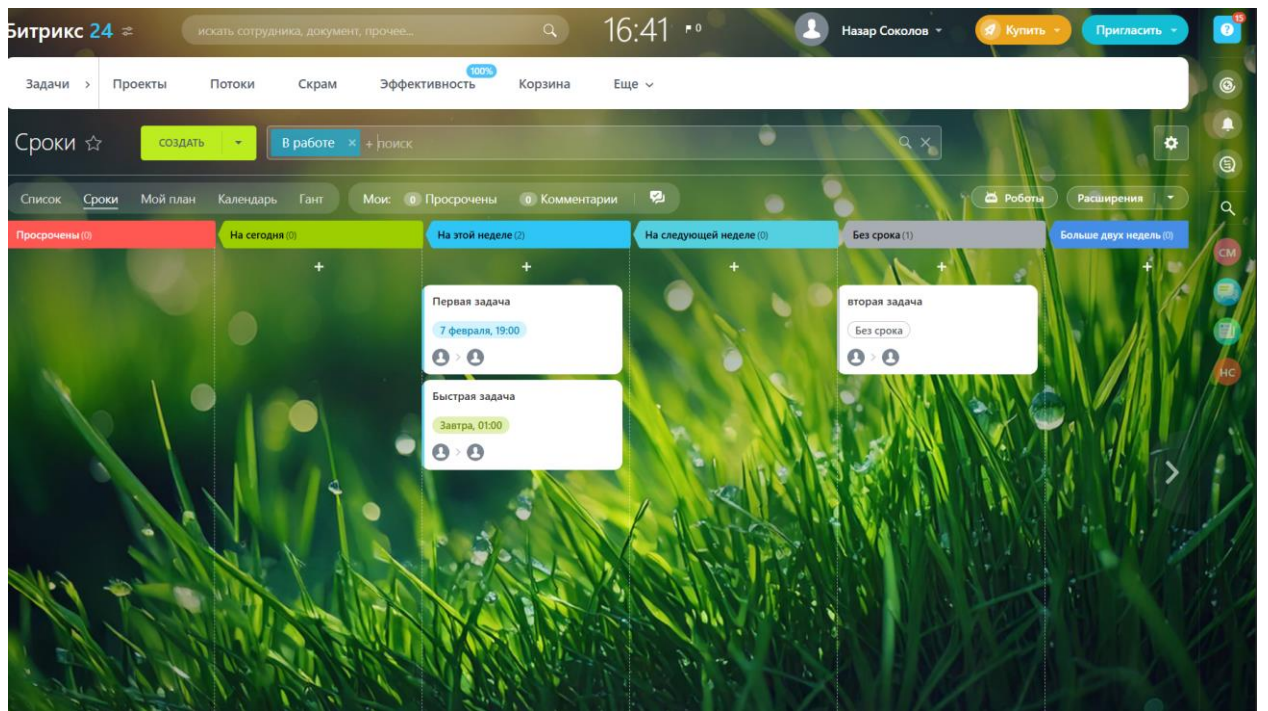 Битрикс 24
искать сотрудника, документ, прочее...
16:41
0
Назар Соколов
Купить
Пригласить
15
Задачи
Проекты
Потоки
Скрам
Эффективность
100%
Корзина
Еще
Сроки
СОЗДАТЬ
В работе
+ поиск
Список
Сроки
Мой план
Календарь
Гант
Мои:
0 Просрочены
0 Комментарии
Роботы
Расширения
Просрочены (0)
На сегодня (0)
На этой неделе (2)
На следующей неделе (0)
Без срока (1)
Больше двух недель (0)
Первая задача
7 февраля, 19:00
Быстрая задача
Завтра, 01:00
вторая задача
Без срока
СМ
НС